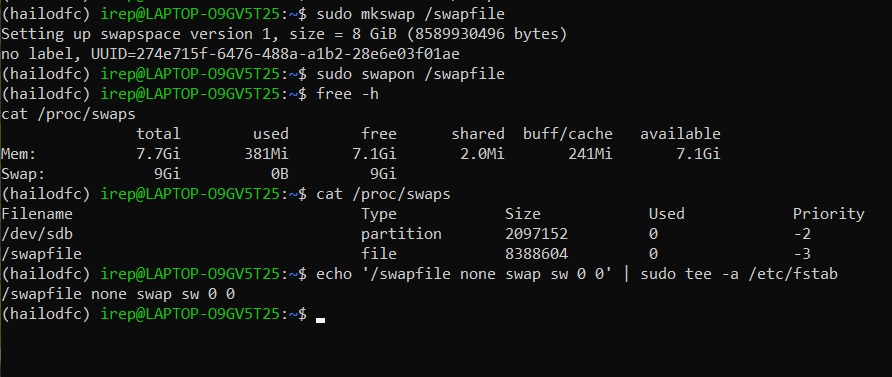 (hailodfc) irep@LAPTOP-O9GV5T25:~$ sudo mkswap /swapfile
Setting up swapspace version 1, size = 8 GiB (8589930496 bytes)
no label, UUID=274e715f-6476-488a-a1b2-28e6e03f01ae
(hailodfc) irep@LAPTOP-O9GV5T25:~$ sudo swapon /swapfile
(hailodfc) irep@LAPTOP-O9GV5T25:~$ free -h
cat /proc/swaps
              total        used        free      shared  buff/cache   available
Mem:          7.7Gi       381Mi       7.1Gi       2.0Mi       241Mi       7.1Gi
Swap:           9Gi          0B         9Gi
(hailodfc) irep@LAPTOP-O9GV5T25:~$ cat /proc/swaps
Filename                                Type            Size            Used            Priority
/dev/sdb                                partition       2097152         0               -2
/swapfile                               file            8388604         0               -3
(hailodfc) irep@LAPTOP-O9GV5T25:~$ echo '/swapfile none swap sw 0 0' | sudo tee -a /etc/fstab
/swapfile none swap sw 0 0
(hailodfc) irep@LAPTOP-O9GV5T25:~$